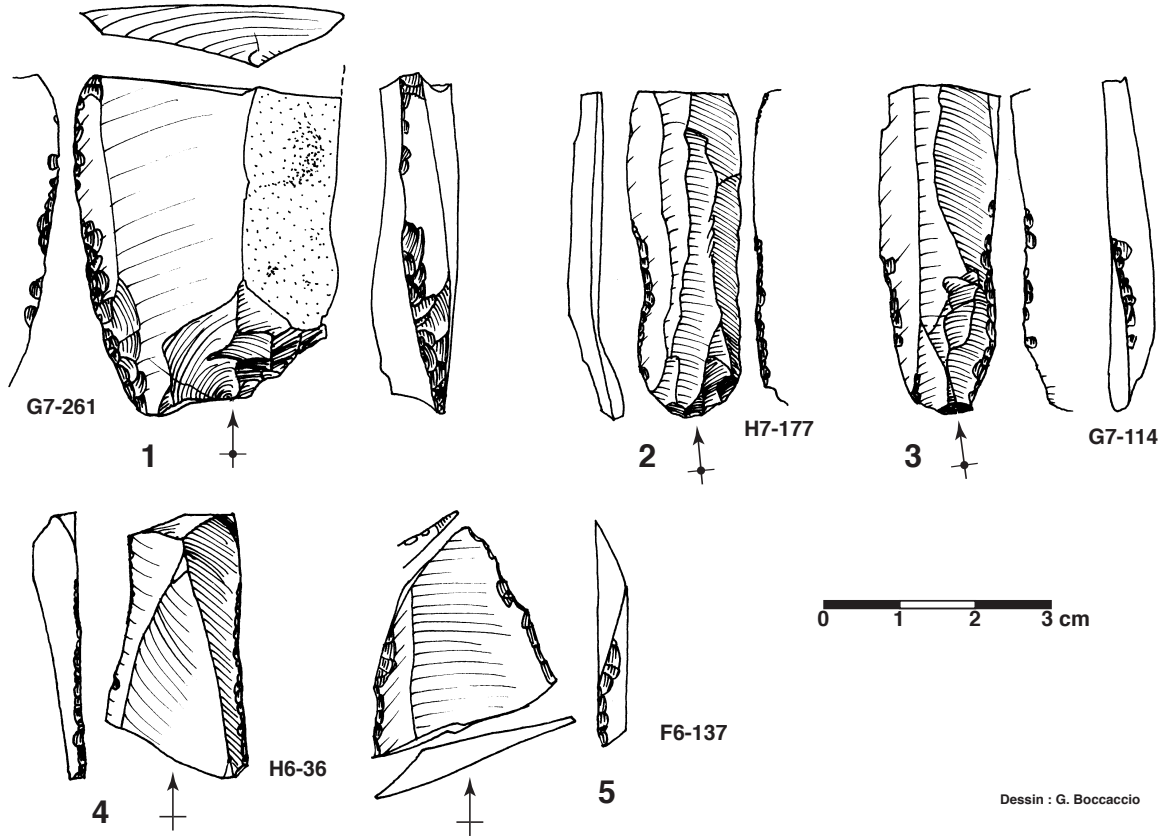 G7-261
1
2
H7-177
3
G7-114
H6-36
4
F6-137
5
0 1 2 3 cm
Dessin : G. Boccaccio